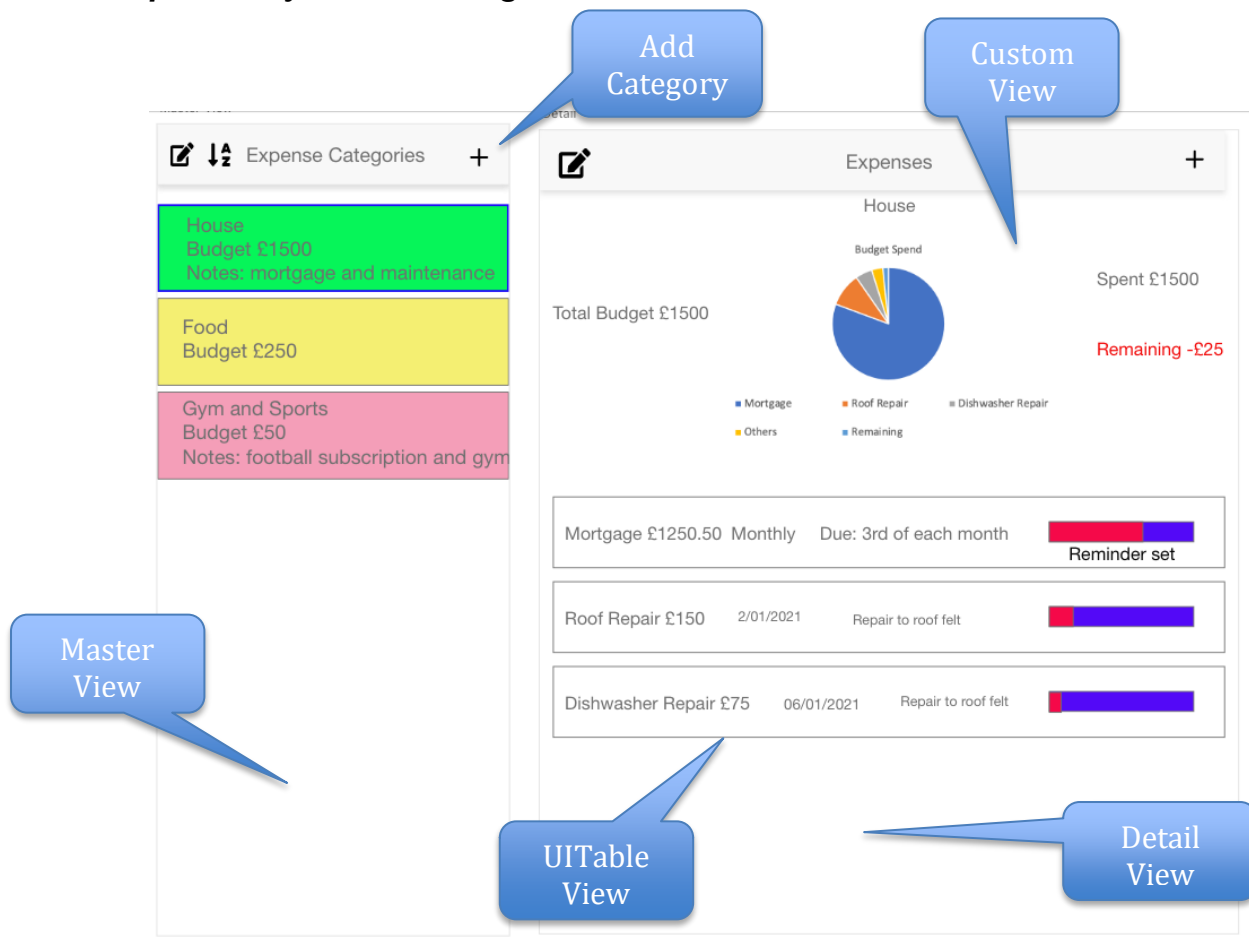 Add
Category
Custom
View
Detail
Expense Categories
+
Expenses
+
House
Budget £1500
Notes: mortgage and maintenance
Food
Budget £250
Gym and Sports
Budget £50
Notes: football subscription and gym
House
Budget Spend
Total Budget £1500
Spent £1500
Remaining -£25
Mortgage
Roof Repair
Dishwasher Repair
Others
Remaining
Mortgage £1250.50 Monthly Due: 3rd of each month
Reminder set
Roof Repair £150 2/01/2021 Repair to roof felt
Dishwasher Repair £75 06/01/2021 Repair to roof felt
Master
View
UITable
View
Detail
View